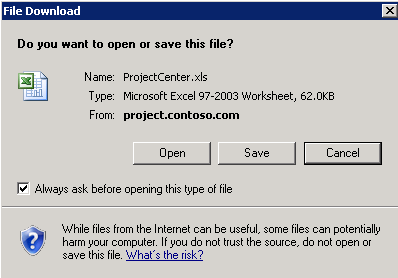 File Download
Do you want to open or save this file?
Name: ProjectCenter.xls
Type: Microsoft Excel 97-2003 Worksheet, 62.0KB
From: project.contoso.com
Open Save Cancel
Always ask before opening this type of file
While files from the Internet can be useful, some files can potentially
harm your computer. If you do not trust the source, do not open or
save this file. What's the risk?